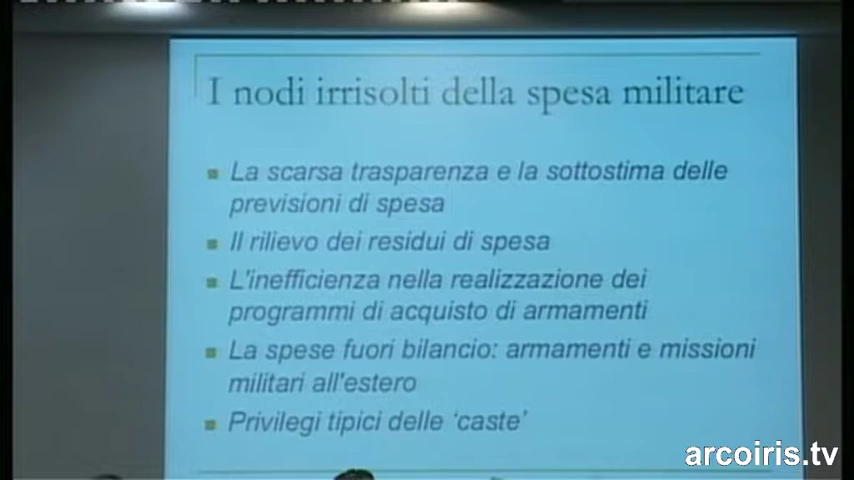 I nodi irrisolti della spesa militare
La scarsa trasparenza e la sottostima delle
previsioni di spesa
Il rilievo dei residui di spesa
L'inefficienza nella realizzazione dei
programmi di acquisto di armamenti
La spese fuori bilancio: armamenti e missioni
militari all'estero
Privilegi tipici delle 'caste'
arcoiris.tv